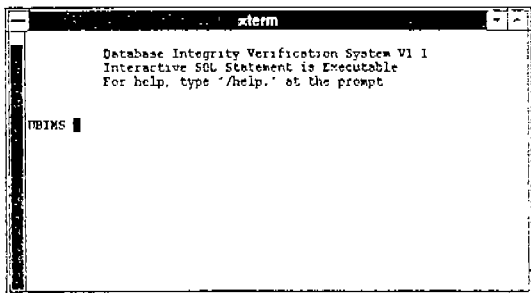 xterm
Database Integrity Verification System V1 1
Interactive SQL Statement is Executable
For help, type "/help." at the prompt
DBIMS